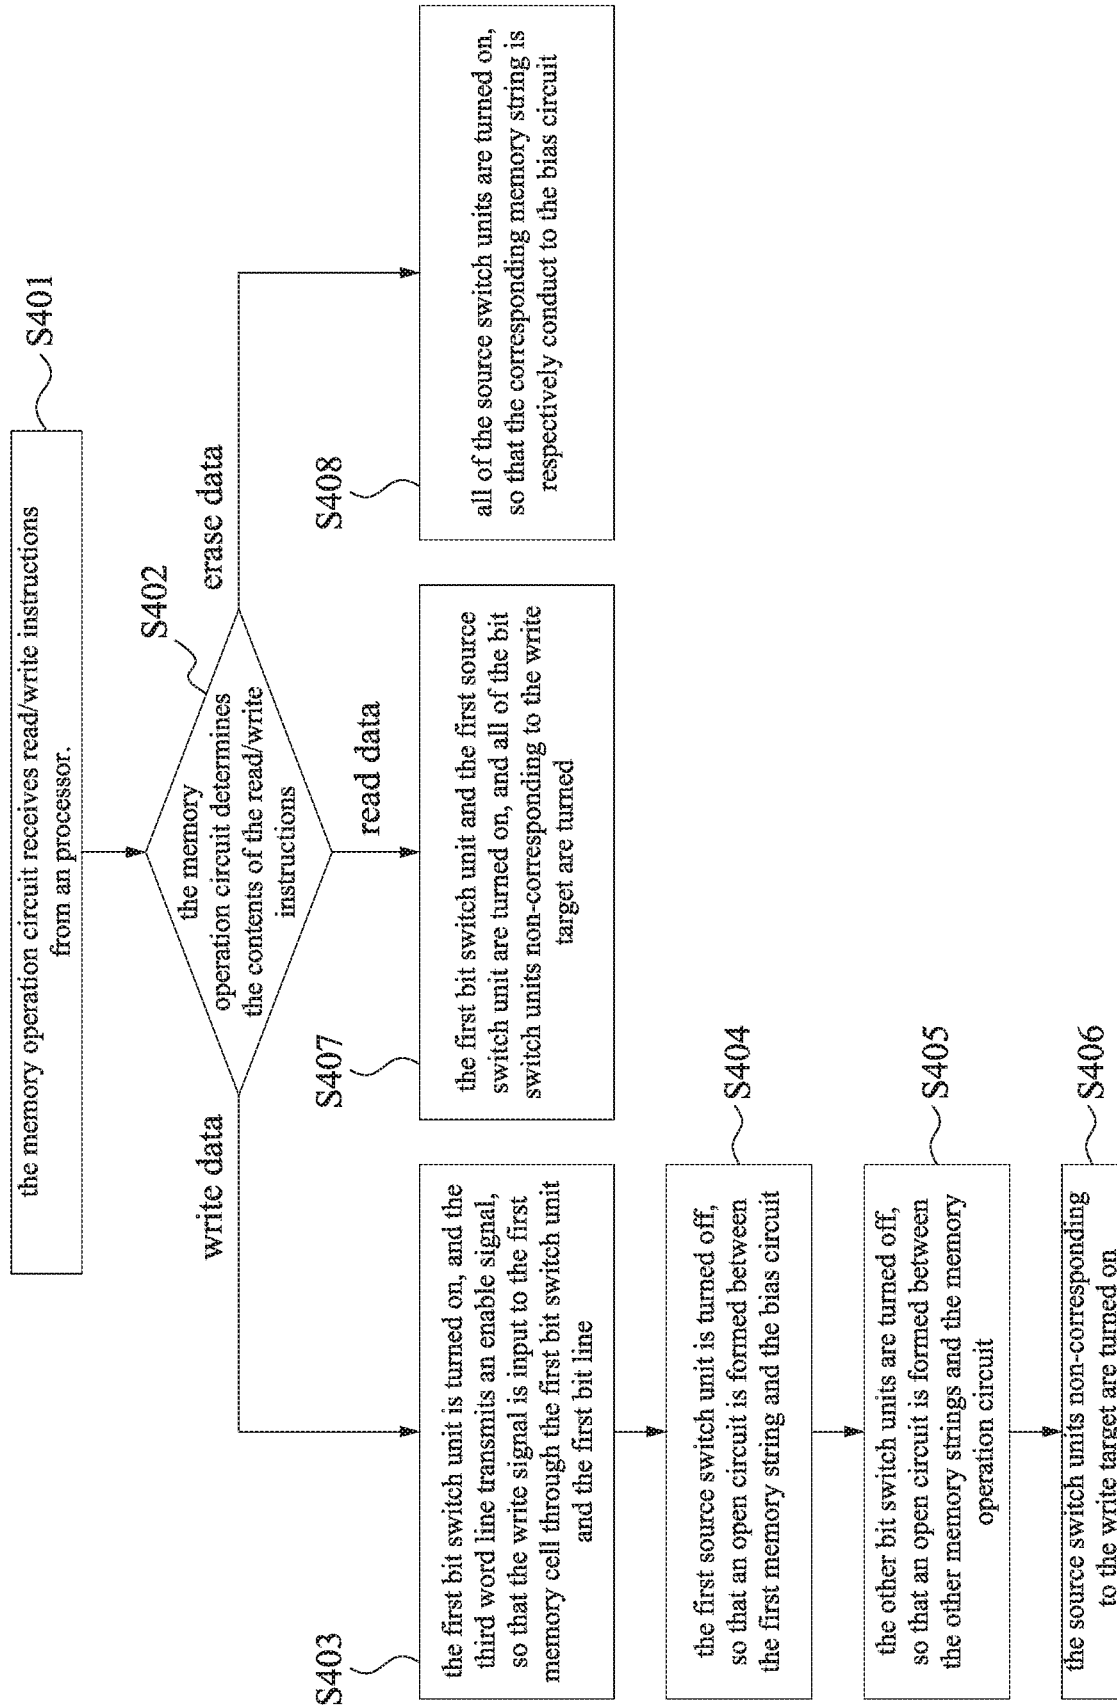 the memory operation circuit receives read/write instructions
from an processor.
S401
the memory
operation circuit determines
the contents of the read/write
instructions
S402
write data
read data
erase data
S403
the first bit switch unit is turned on, and the
third word line transmits an enable signal,
so that the write signal is input to the first
memory cell through the first bit switch unit
and the first bit line
the first source switch unit is turned off,
so that an open circuit is formed between
the first memory string and the bias circuit
S404
the other bit switch units are turned off,
so that an open circuit is formed between
the other memory strings and the memory
operation circuit
S405
the source switch units non-corresponding
to the write target are turned on
S406
S407
the first bit switch unit and the first source
switch unit are turned on, and all of the bit
switch units non-corresponding to the write
target are turned
S408
all of the source switch units are turned on,
so that the corresponding memory string is
respectively conduct to the bias circuit